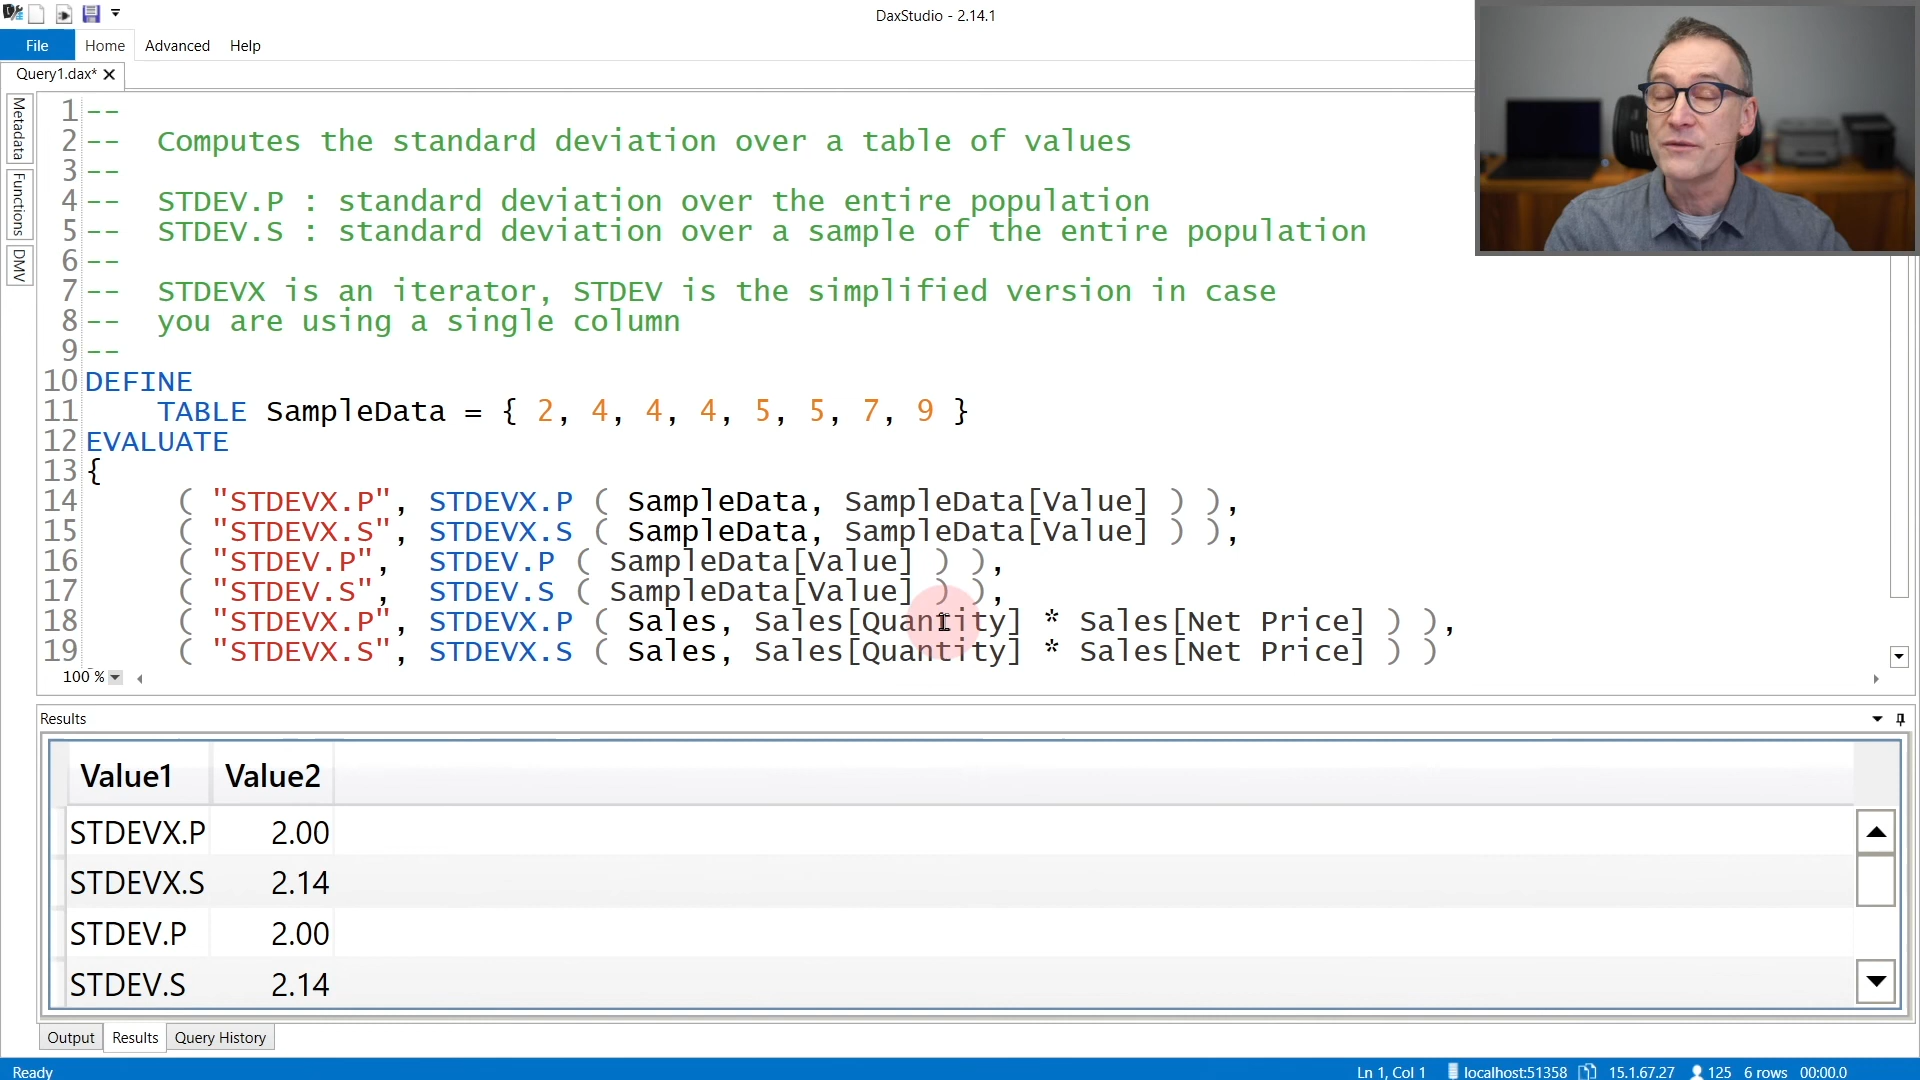 DaxStudio - 2.14.1
File Home Advanced Help
Query1.dax*
Metadata
Functions
DMV
1 --
2 -- Computes the standard deviation over a table of values
3 --
4 -- STDEV.P : standard deviation over the entire population
5 -- STDEV.S : standard deviation over a sample of the entire population
6 --
7 -- STDEVX is an iterator, STDEV is the simplified version in case
8 -- you are using a single column
9 --
10 DEFINE
11 TABLE SampleData = { 2, 4, 4, 4, 5, 5, 7, 9 }
12 EVALUATE
13 {
14 ( "STDEVX.P", STDEVX.P ( SampleData, SampleData[Value] ) ),
15 ( "STDEVX.S", STDEVX.S ( SampleData, SampleData[Value] ) ),
16 ( "STDEV.P", STDEV.P ( SampleData[Value] ) ),
17 ( "STDEV.S", STDEV.S ( SampleData[Value] ) ),
18 ( "STDEVX.P", STDEVX.P ( Sales, Sales[Quantity] * Sales[Net Price] ) ),
19 ( "STDEVX.S", STDEVX.S ( Sales, Sales[Quantity] * Sales[Net Price] ) )
100 %
Results
Value1 Value2
STDEVX.P 2.00
STDEVX.S 2.14
STDEV.P 2.00
STDEV.S 2.14
Output Results Query History
Ready Ln 1, Col 1 localhost:51358 15.1.67.27 125 6 rows 00:00.0